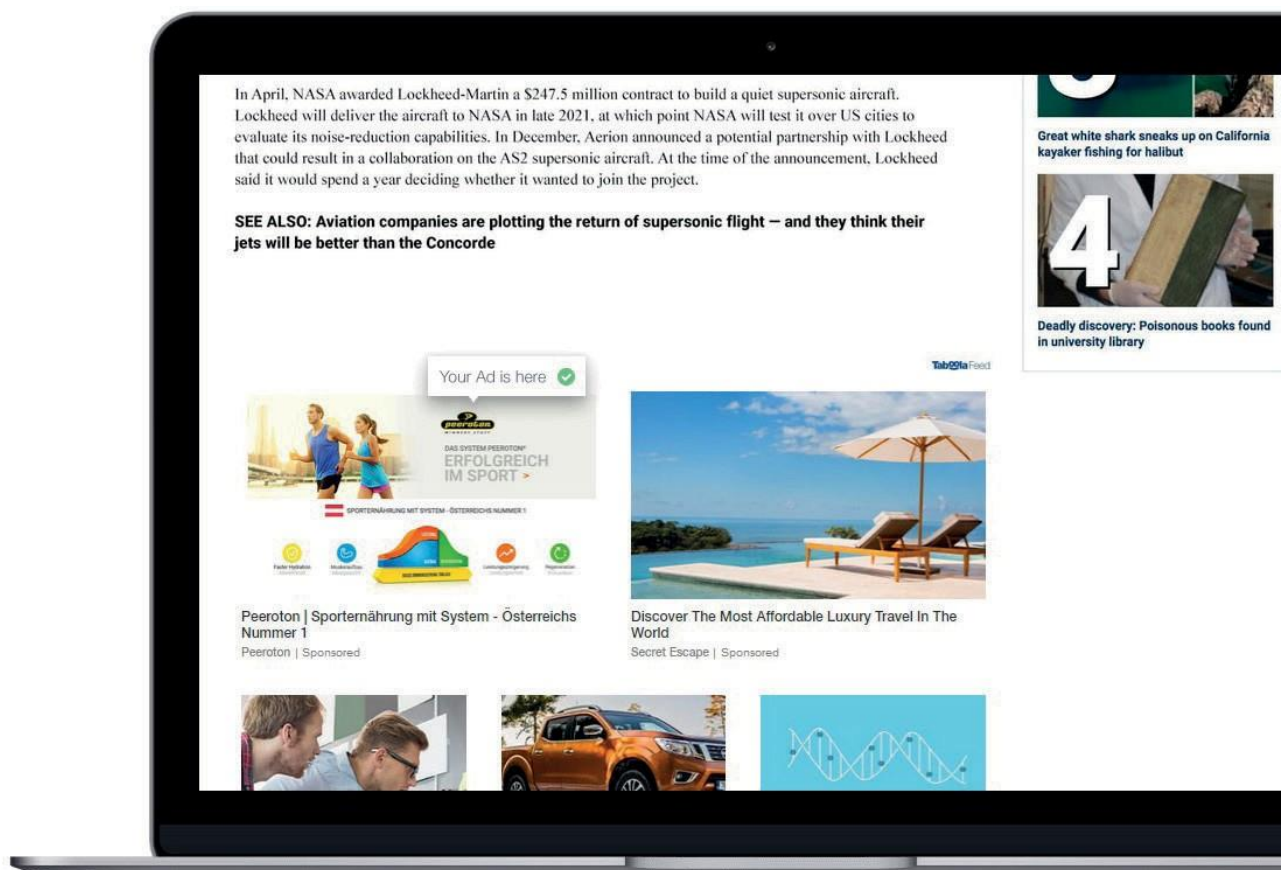 In April, NASA awarded Lockheed-Martin a $247.5 million contract to build a quiet supersonic aircraft.
Lockheed will deliver the aircraft to NASA in late 2021, at which point NASA will test it over US cities to
evaluate its noise-reduction capabilities. In December, Aerion announced a potential partnership with Lockheed
that could result in a collaboration on the AS2 supersonic aircraft. At the time of the announcement, Lockheed
said it would spend a year deciding whether it wanted to join the project.
SEE ALSO: Aviation companies are plotting the return of supersonic flight — and they think their
jets will be better than the Concorde
Great white shark sneaks up on California
kayaker fishing for halibut
4
Deadly discovery: Poisonous books found
in university library
Taboola Feed
Your Ad is here
peeroton
WINNERS STUFF
DAS SYSTEM PEEROTON®
ERFOLGREICH
IM SPORT >
SPORTERNÄHRUNG MIT SYSTEM - ÖSTERREICHS NUMMER 1
Faster Hydration
Muskelaufbau
Leistungssteigerung
Regeneration
Peeroton | Sporternährung mit System - Österreichs
Nummer 1
Peeroton | Sponsored
Discover The Most Affordable Luxury Travel In The
World
Secret Escape | Sponsored